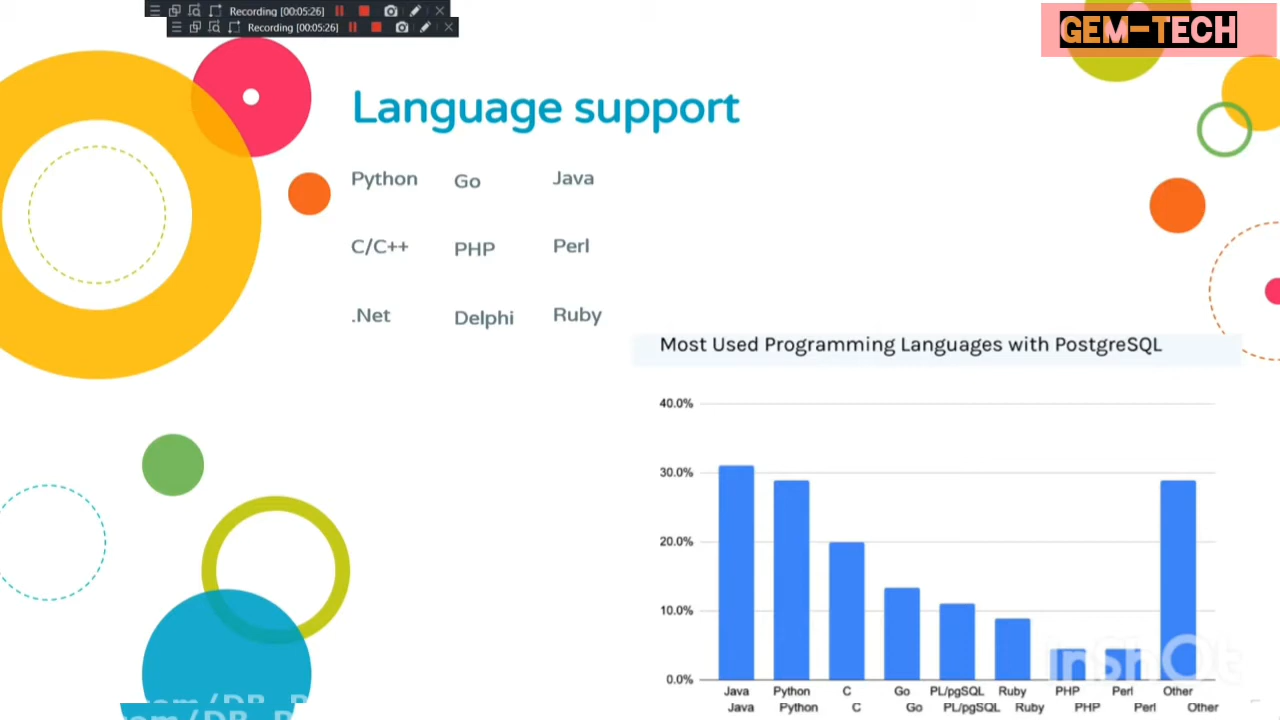 Recording [00:05:26]
Recording [00:05:26]
GEM-TECH
Language support
Python Go Java
C/C++ PHP Perl
.Net Delphi Ruby
Most Used Programming Languages with PostgreSQL
40.0%
30.0%
20.0%
10.0%
0.0%
InShOt
Java Python C Go PL/pgSQL Ruby PHP Perl Other
Java Python C Go PL/pgSQL Ruby PHP Perl Other